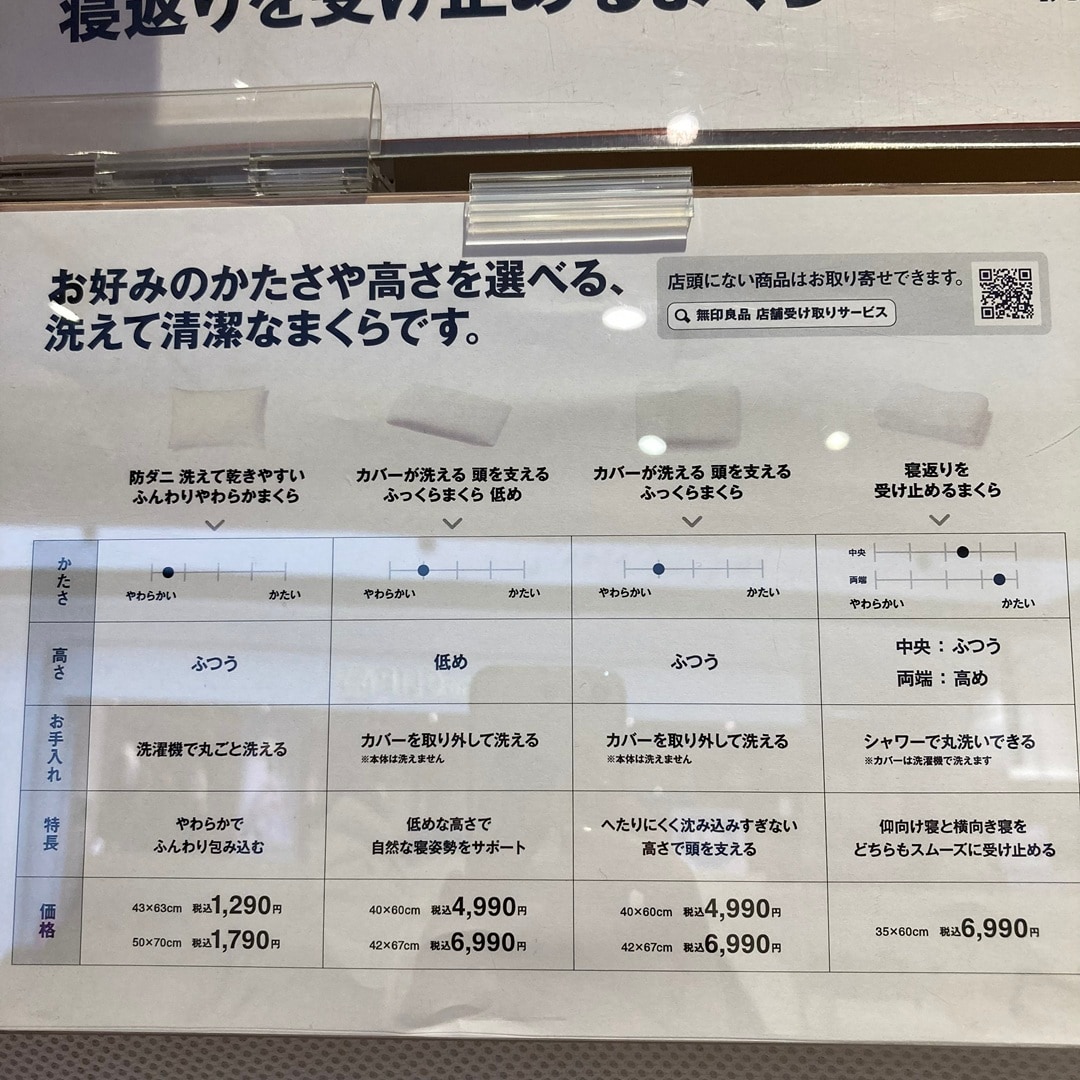 寝返りを受け止めるまくら
お好みのかたさや高さを選べる、
洗えて清潔なまくらです。
店頭にない商品はお取り寄せできます。
無印良品 店舗受け取りサービス
防ダニ 洗えて乾きやすい
ふんわりやわらかまくら
カバーが洗える 頭を支える
ふっくらまくら 低め
カバーが洗える 頭を支える
ふっくらまくら
寝返りを
受け止めるまくら
かたさ
やわらかい かたい
やわらかい かたい
やわらかい かたい
中央
両端
やわらかい かたい
高さ
ふつう
低め
ふつう
中央：ふつう
両端：高め
お手入れ
洗濯機で丸ごと洗える
カバーを取り外して洗える
※本体は洗えません
カバーを取り外して洗える
※本体は洗えません
シャワーで丸洗いできる
※カバーは洗濯機で洗えます
特長
やわらかで
ふんわり包み込む
低めな高さで
自然な寝姿勢をサポート
へたりにくく沈み込みすぎない
高さで頭を支える
仰向け寝と横向き寝を
どちらもスムーズに受け止める
価格
43×63cm 税込1,290円
50×70cm 税込1,790円
40×60cm 税込4,990円
42×67cm 税込6,990円
40×60cm 税込4,990円
42×67cm 税込6,990円
35×60cm 税込6,990円